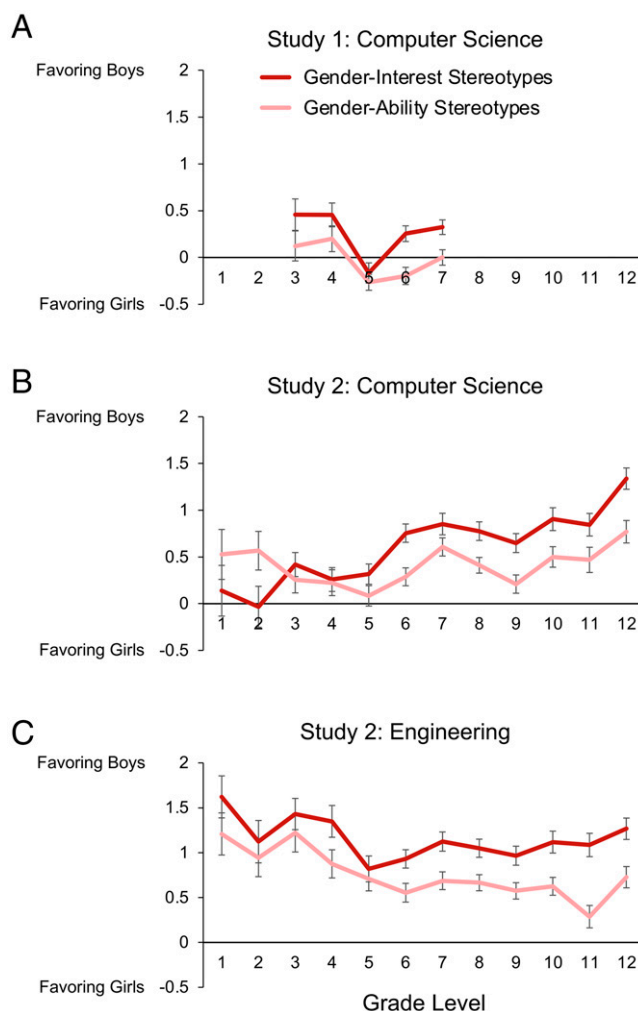 A
Study 1: Computer Science
Favoring Boys 2
Gender-Interest Stereotypes
1.5
Gender-Ability Stereotypes
1
0.5
0
1 2 3 4 5 6 7 8 9 10 11 12
Favoring Girls -0.5
B
Study 2: Computer Science
Favoring Boys 2
1.5
1
0.5
0
1 2 3 4 5 6 7 8 9 10 11 12
Favoring Girls -0.5
C
Study 2: Engineering
Favoring Boys 2
1.5
1
0.5
0
1 2 3 4 5 6 7 8 9 10 11 12
Favoring Girls -0.5
Grade Level